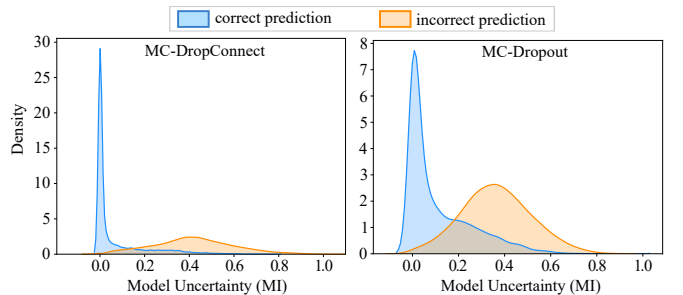 correct prediction incorrect prediction
MC-DropConnect
Density
30
25
20
15
10
5
0
0.0 0.2 0.4 0.6 0.8 1.0
Model Uncertainty (MI)
MC-Dropout
8
7
6
5
4
3
2
1
0
0.0 0.2 0.4 0.6 0.8 1.0
Model Uncertainty (MI)